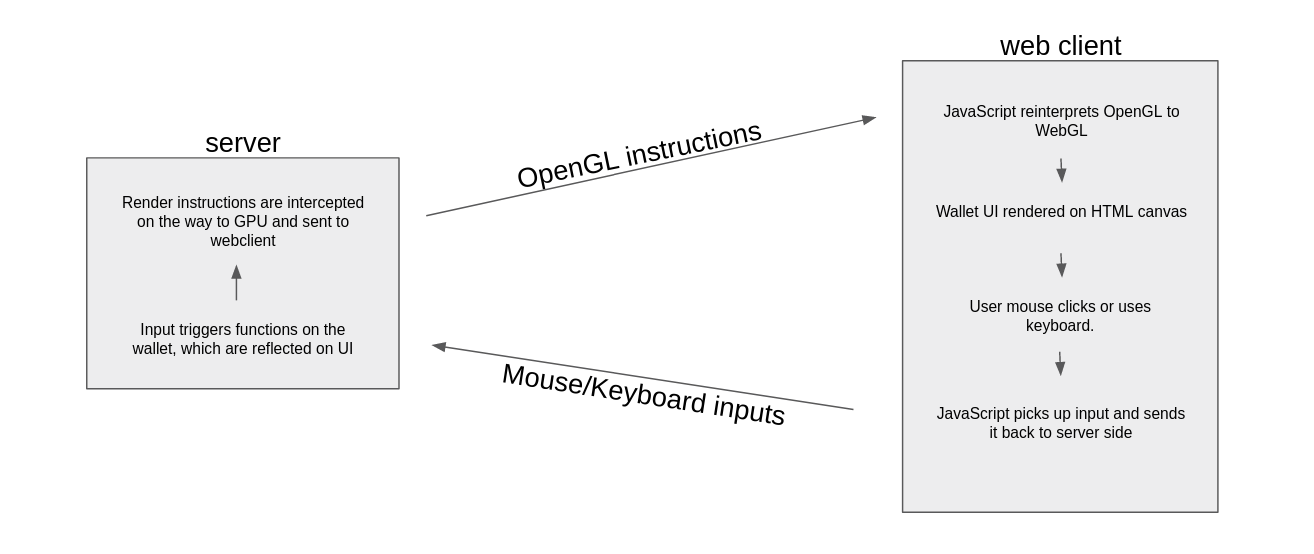 server
Render instructions are intercepted
on the way to GPU and sent to
webclient
Input triggers functions on the
wallet, which are reflected on UI
OpenGL instructions
Mouse/Keyboard inputs
web client
JavaScript reinterprets OpenGL to
WebGL
Wallet UI rendered on HTML canvas
User mouse clicks or uses
keyboard.
JavaScript picks up input and sends
it back to server side